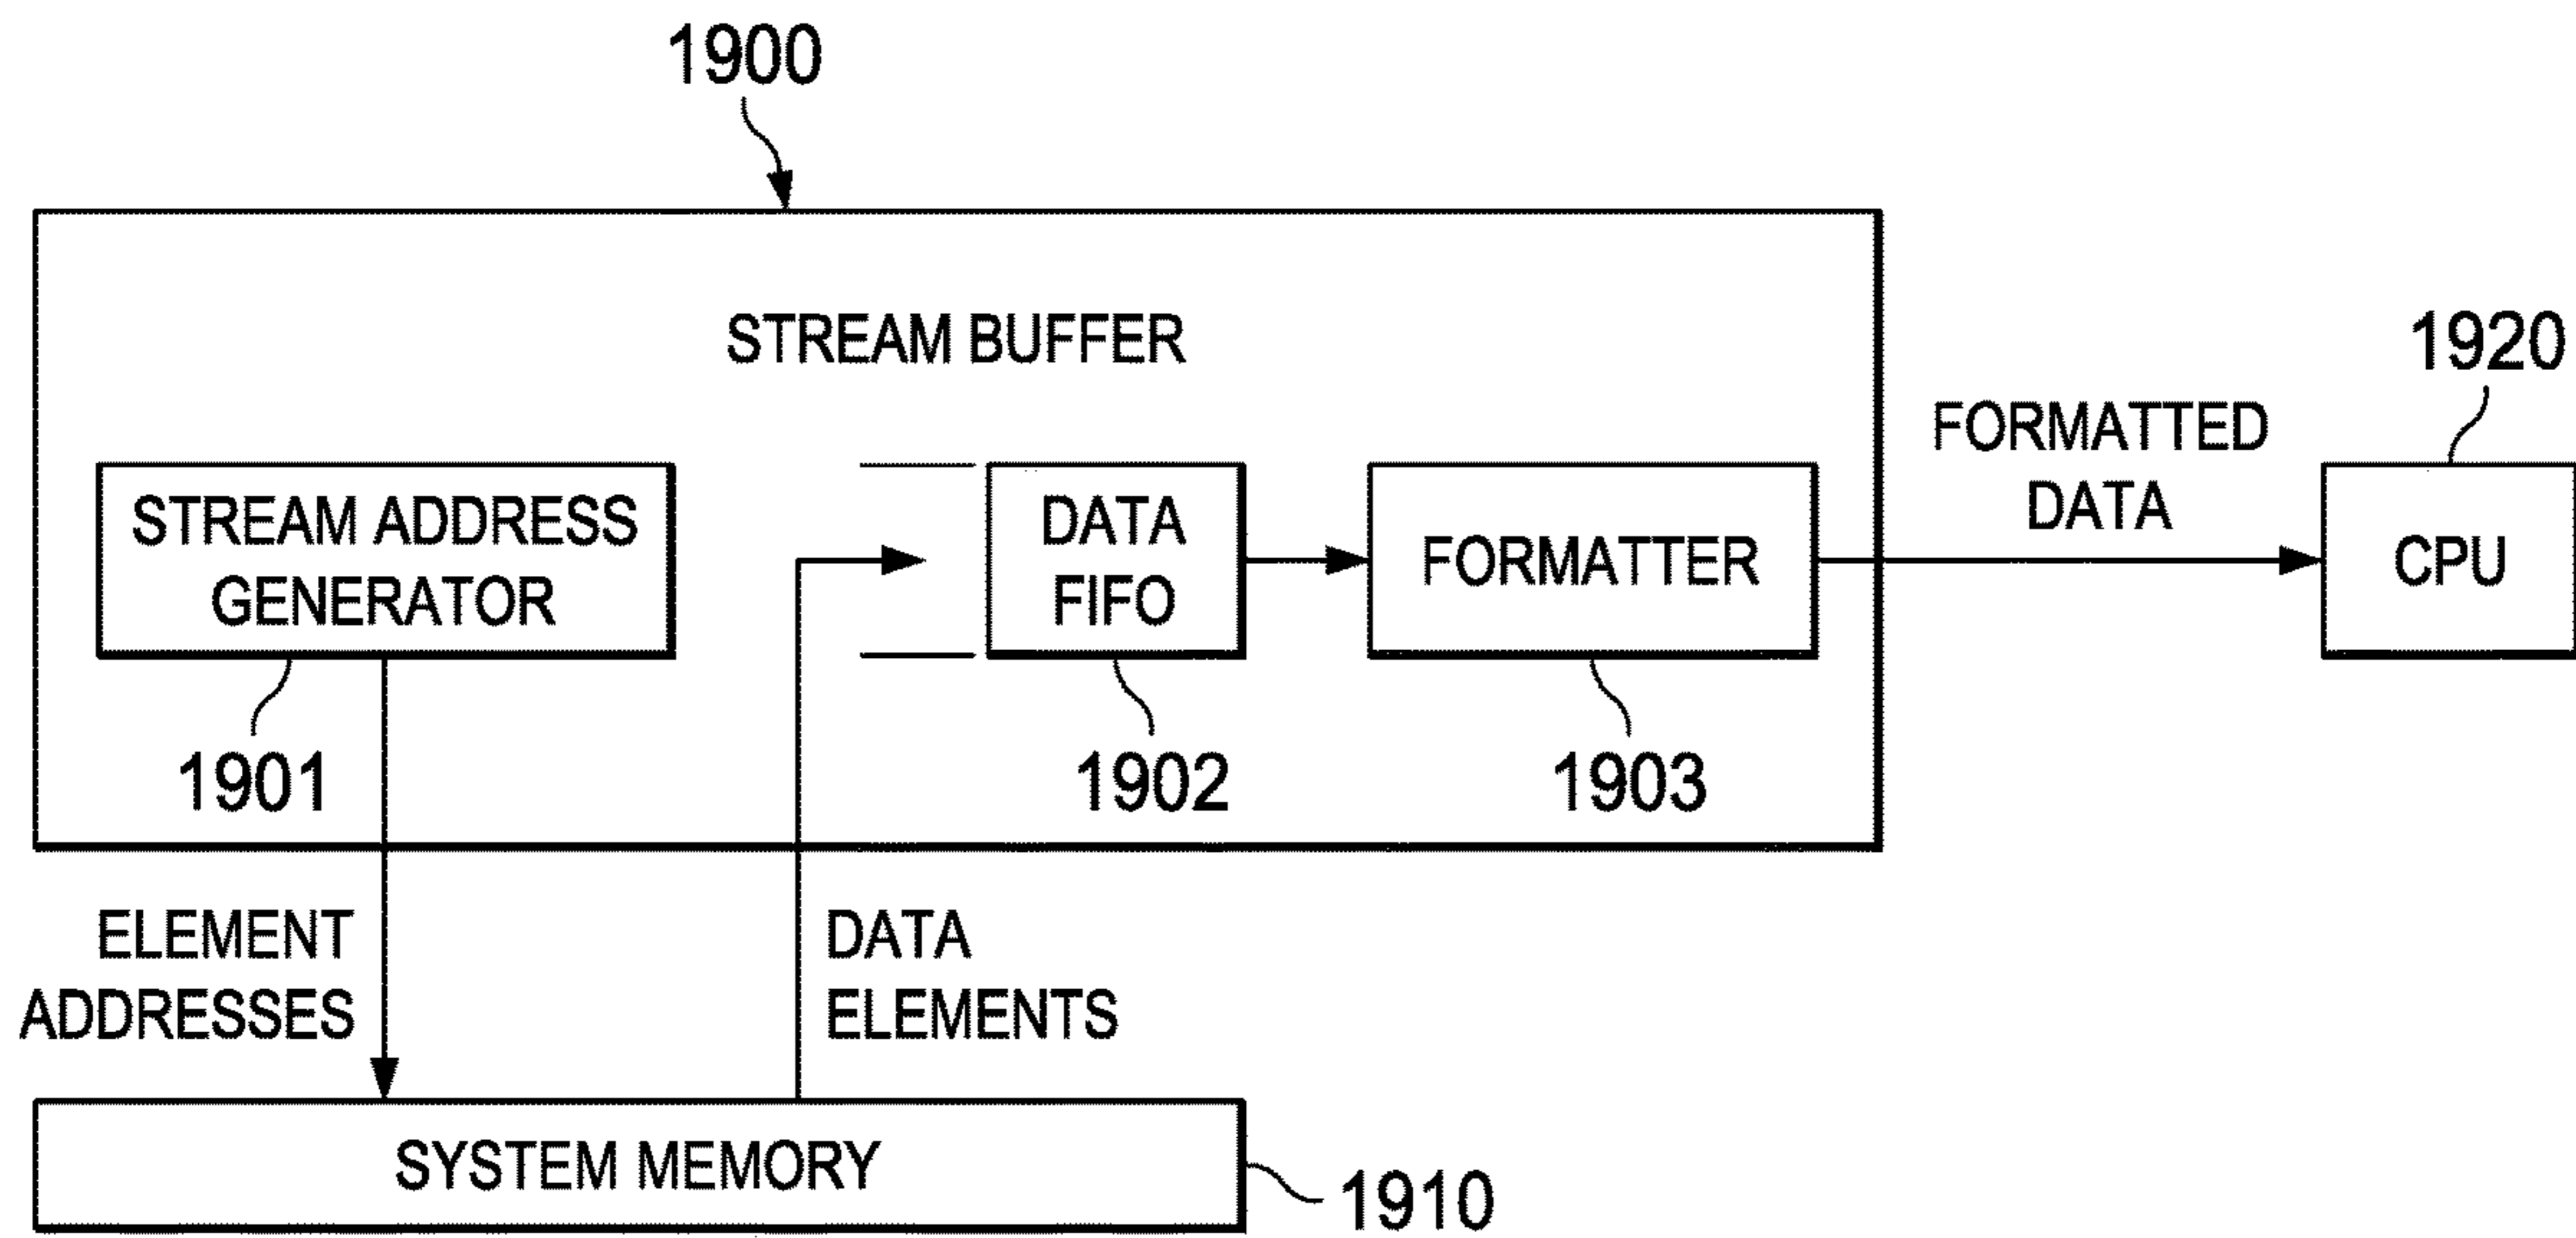 1900
STREAM BUFFER
1920
FORMATTED
DATA
STREAM ADDRESS
GENERATOR
DATA
FIFO
FORMATTER
CPU
1901
1902
1903
ELEMENT
ADDRESSES
DATA
ELEMENTS
SYSTEM MEMORY
1910